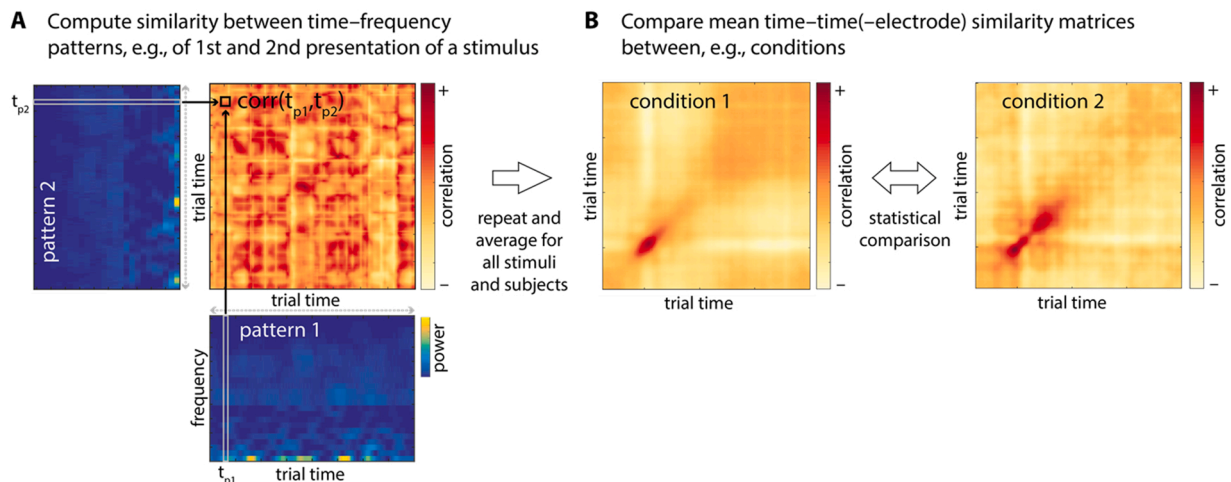 A Compute similarity between time–frequency
patterns, e.g., of 1st and 2nd presentation of a stimulus
t_p2
pattern 2
trial time
corr(t_p1,t_p2)
+
correlation
–
trial time
pattern 1
frequency
power
t_p1
trial time
repeat and
average for
all stimuli
and subjects
B Compare mean time–time(–electrode) similarity matrices
between, e.g., conditions
condition 1
trial time
+
correlation
–
trial time
statistical
comparison
condition 2
trial time
+
correlation
–
trial time